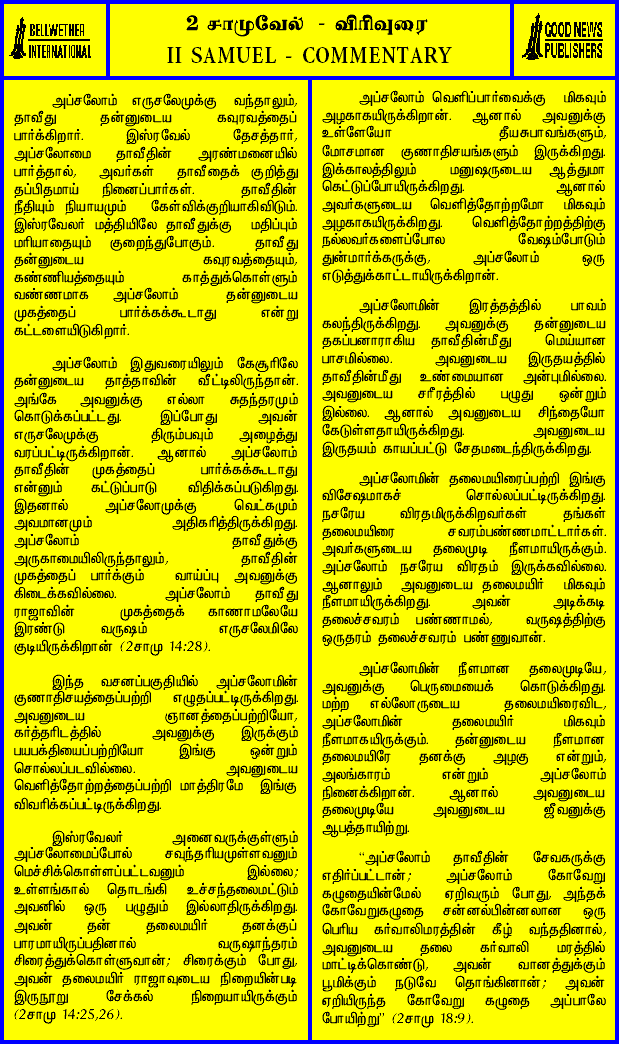 BELLWETHER
INTERNATIONAL
2 சாமுவேல் - விரிவுரை
II SAMUEL - COMMENTARY
GOOD NEWS
PUBLISHERS
அப்சலோம் எருசலேமுக்கு வந்தாலும்,
தாவீது தன்னுடைய கவுரவத்தைப்
பார்க்கிறார். இஸ்ரவேல் தேசத்தார்,
அப்சலோமை தாவீதின் அரண்மனையில்
பார்த்தால், அவர்கள் தாவீதைக் குறித்து
தப்பிதமாய் நினைப்பார்கள். தாவீதின்
நீதியும் நியாயமும் கேள்விக்குறியாகிவிடும்.
இஸ்ரவேலர் மத்தியிலே தாவீதுக்கு மதிப்பும்
மரியாதையும் குறைந்துபோகும். தாவீது
தன்னுடைய கவுரவத்தையும்,
கண்ணியத்தையும் காத்துக்கொள்ளும்
வண்ணமாக அப்சலோம் தன்னுடைய
முகத்தைப் பார்க்கக்கூடாது என்று
கட்டளையிடுகிறார்.
அப்சலோம் இதுவரையிலும் கேசூரிலே
தன்னுடைய தாத்தாவின் வீட்டிலிருந்தான்.
அங்கே அவனுக்கு எல்லா சுதந்தரமும்
கொடுக்கப்பட்டது. இப்போது அவன்
எருசலேமுக்கு திரும்பவும் அழைத்து
வரப்பட்டிருக்கிறான். ஆனால் அப்சலோம்
தாவீதின் முகத்தைப் பார்க்கக்கூடாது
என்னும் கட்டுப்பாடு விதிக்கப்படுகிறது.
இதனால் அப்சலோமுக்கு வெட்கமும்
அவமானமும் அதிகரித்திருக்கிறது.
அப்சலோம் தாவீதுக்கு
அருகாமையிலிருந்தாலும், தாவீதின்
முகத்தைப் பார்க்கும் வாய்ப்பு அவனுக்கு
கிடைக்கவில்லை. அப்சலோம் தாவீது
ராஜாவின் முகத்தைக் காணாமலேயே
இரண்டு வருஷம் எருசலேமிலே
குடியிருக்கிறான் (2சாமு 14:28).
இந்த வசனப்பகுதியில் அப்சலோமின்
குணாதிசயத்தைப்பற்றி எழுதப்பட்டிருக்கிறது.
அவனுடைய ஞானத்தைப்பற்றியோ,
கர்த்தரிடத்தில் அவனுக்கு இருக்கும்
பயபக்தியைப்பற்றியோ இங்கு ஒன்றும்
சொல்லப்படவில்லை. அவனுடைய
வெளித்தோற்றத்தைப்பற்றி மாத்திரமே இங்கு
விவரிக்கப்பட்டிருக்கிறது.
இஸ்ரவேலர் அனைவருக்குள்ளும்
அப்சலோமைப்போல் சவுந்தரியமுள்ளவனும்
மெச்சிக்கொள்ளப்பட்டவனும் இல்லை;
உள்ளங்கால் தொடங்கி உச்சந்தலைமட்டும்
அவனில் ஒரு பழுதும் இல்லாதிருக்கிறது.
அவன் தன் தலைமயிர் தனக்குப்
பாரமாயிருப்பதினால் வருஷாந்தரம்
சிரைத்துக்கொள்ளுவான்; சிரைக்கும் போது,
அவன் தலைமயிர் ராஜாவுடைய நிறையின்படி
இருநூறு சேக்கல் நிறையாயிருக்கும்
(2சாமு 14:25,26).
அப்சலோம் வெளிப்பார்வைக்கு மிகவும்
அழகாகயிருக்கிறான். ஆனால் அவனுக்கு
உள்ளேயோ தீயசுபாவங்களும்,
மோசமான குணாதிசயங்களும் இருக்கிறது.
இக்காலத்திலும் மனுஷருடைய ஆத்துமா
கெட்டுப்போயிருக்கிறது. ஆனால்
அவர்களுடைய வெளித்தோற்றமோ மிகவும்
அழகாகயிருக்கிறது. வெளித்தோற்றத்திற்கு
நல்லவர்களைப்போல வேஷம்போடும்
துன்மார்க்கருக்கு, அப்சலோம் ஒரு
எடுத்துக்காட்டாயிருக்கிறான்.
அப்சலோமின் இரத்தத்தில் பாவம்
கலந்திருக்கிறது. அவனுக்கு தன்னுடைய
தகப்பனாராகிய தாவீதின்மீது மெய்யான
பாசமில்லை. அவனுடைய இருதயத்தில்
தாவீதின்மீது உண்மையான அன்புமில்லை.
அவனுடைய சரீரத்தில் பழுது ஒன்றும்
இல்லை. ஆனால் அவனுடைய சிந்தையோ
கேடுள்ளதாயிருக்கிறது. அவனுடைய
இருதயம் காயப்பட்டு சேதமடைந்திருக்கிறது.
அப்சலோமின் தலைமயிரைப்பற்றி இங்கு
விசேஷமாகச் சொல்லப்பட்டிருக்கிறது.
நசரேய விரதமிருக்கிறவர்கள் தங்கள்
தலைமயிரை சவரம்பண்ணமாட்டார்கள்.
அவர்களுடைய தலைமுடி நீளமாயிருக்கும்.
அப்சலோம் நசரேய விரதம் இருக்கவில்லை.
ஆனாலும் அவனுடைய தலைமயிர் மிகவும்
நீளமாயிருக்கிறது. அவன் அடிக்கடி
தலைச்சவரம் பண்ணாமல், வருஷத்திற்கு
ஒருதரம் தலைச்சவரம் பண்ணுவான்.
அப்சலோமின் நீளமான தலைமுடியே,
அவனுக்கு பெருமையைக் கொடுக்கிறது.
மற்ற எல்லோருடைய தலைமயிரைவிட,
அப்சலோமின் தலைமயிர் மிகவும்
நீளமாகயிருக்கும். தன்னுடைய நீளமான
தலைமயிரே தனக்கு அழகு என்றும்,
அலங்காரம் என்றும் அப்சலோம்
நினைக்கிறான். ஆனால் அவனுடைய
தலைமுடியே அவனுடைய ஜீவனுக்கு
ஆபத்தாயிற்று.
"அப்சலோம் தாவீதின் சேவகருக்கு
எதிர்ப்பட்டான்; அப்சலோம் கோவேறு
கழுதையின்மேல் ஏறிவரும் போது, அந்தக்
கோவேறுகழுதை சன்னல்பின்னலான ஒரு
பெரிய கர்வாலிமரத்தின் கீழ் வந்ததினால்,
அவனுடைய தலை கர்வாலி மரத்தில்
மாட்டிக்கொண்டு, அவன் வானத்துக்கும்
பூமிக்கும் நடுவே தொங்கினான்; அவன்
ஏறியிருந்த கோவேறு கழுதை அப்பாலே
போயிற்று" (2சாமு 18:9).